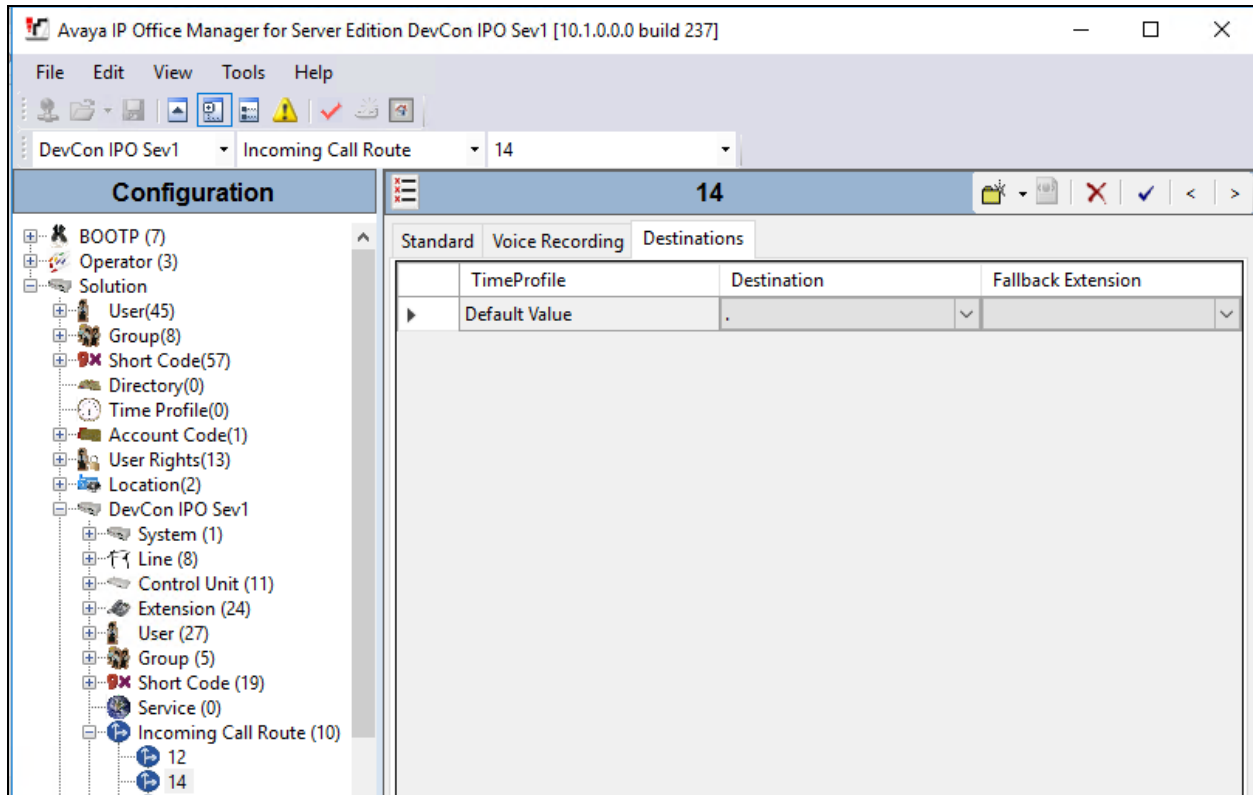 Avaya IP Office Manager for Server Edition DevCon IPO Sev1 [10.1.0.0.0 build 237]
File Edit View Tools Help
DevCon IPO Sev1 Incoming Call Route 14
Configuration
14
BOOTP (7)
Operator (3)
Solution
User(45)
Group(8)
Short Code(57)
Directory(0)
Time Profile(0)
Account Code(1)
User Rights(13)
Location(2)
DevCon IPO Sev1
System (1)
Line (8)
Control Unit (11)
Extension (24)
User (27)
Group (5)
Short Code (19)
Service (0)
Incoming Call Route (10)
12
14
Standard Voice Recording Destinations
TimeProfile Destination Fallback Extension
Default Value .